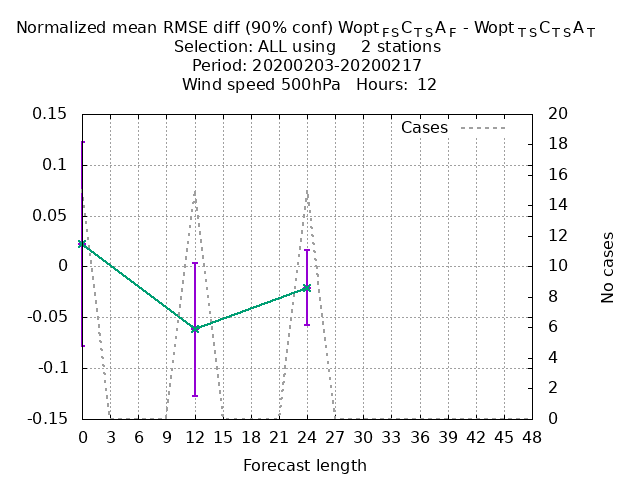 Normalized mean RMSE diff (90% conf) Wopt FS C TS A F - Wopt TS C TS A T
Selection: ALL using 2 stations
Period: 20200203-20200217
Wind speed 500hPa Hours: 12
0.15
0.1
0.05
0
-0.05
-0.1
-0.15
Cases
20
18
16
14
12
10
8
6
4
2
0
No cases
0 3 6 9 12 15 18 21 24 27 30 33 36 39 42 45 48
Forecast length